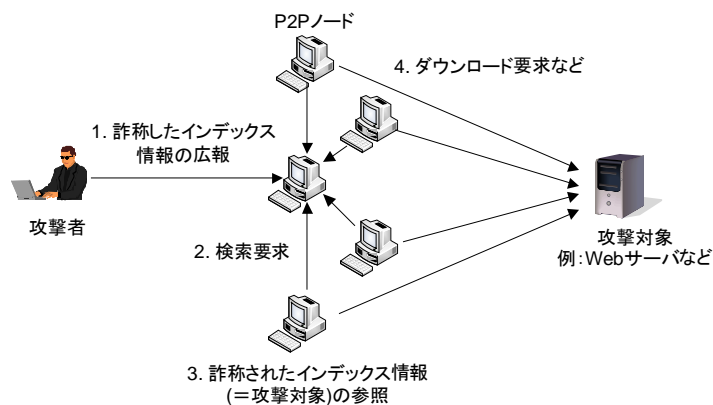 P2Pノード
4. ダウンロード要求など
1. 詐称したインデックス
情報の広報
攻撃者
2. 検索要求
攻撃対象
例：Webサーバなど
3. 詐称されたインデックス情報
(＝攻撃対象)の参照